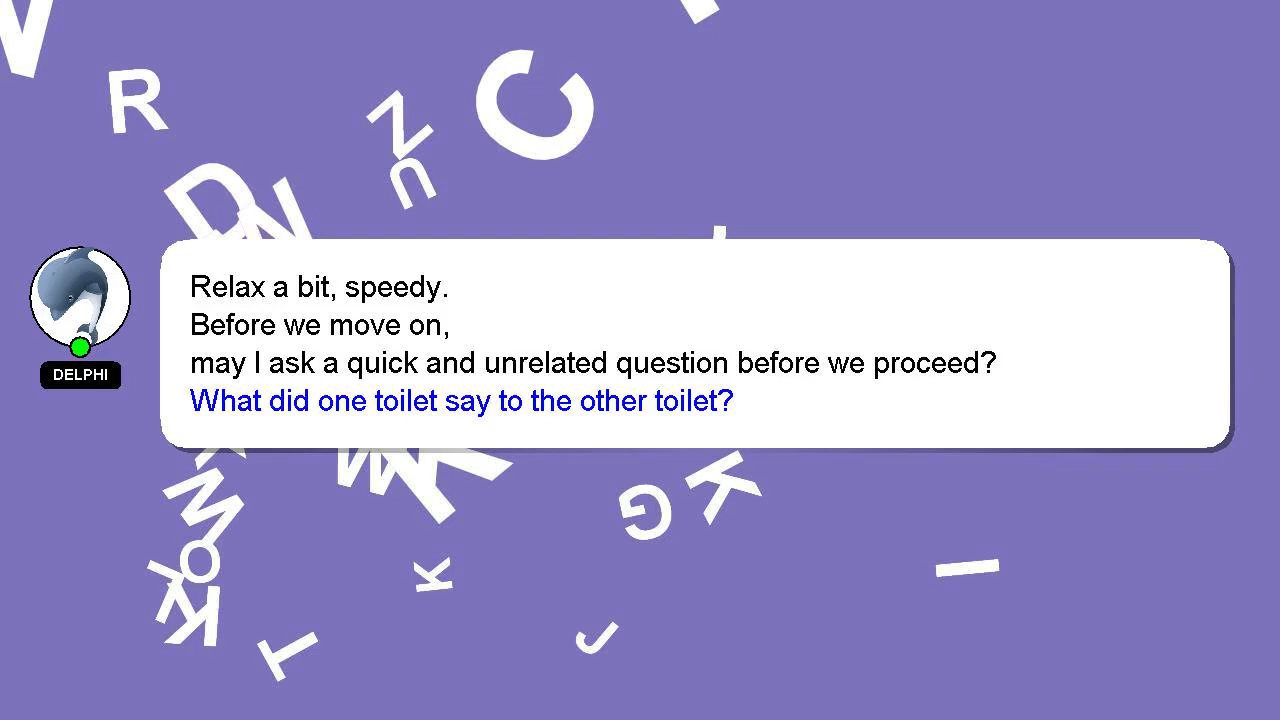 Relax a bit, speedy.
Before we move on,
may I ask a quick and unrelated question before we proceed?
What did one toilet say to the other toilet?
DELPHI
V
R
C
Z
U
D
N
W
K
G
K
O
K
K
T
J
I